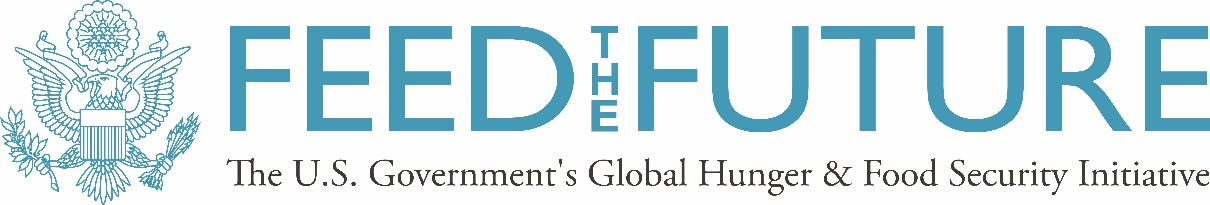 FEED THE FUTURE
The U.S. Government's Global Hunger & Food Security Initiative